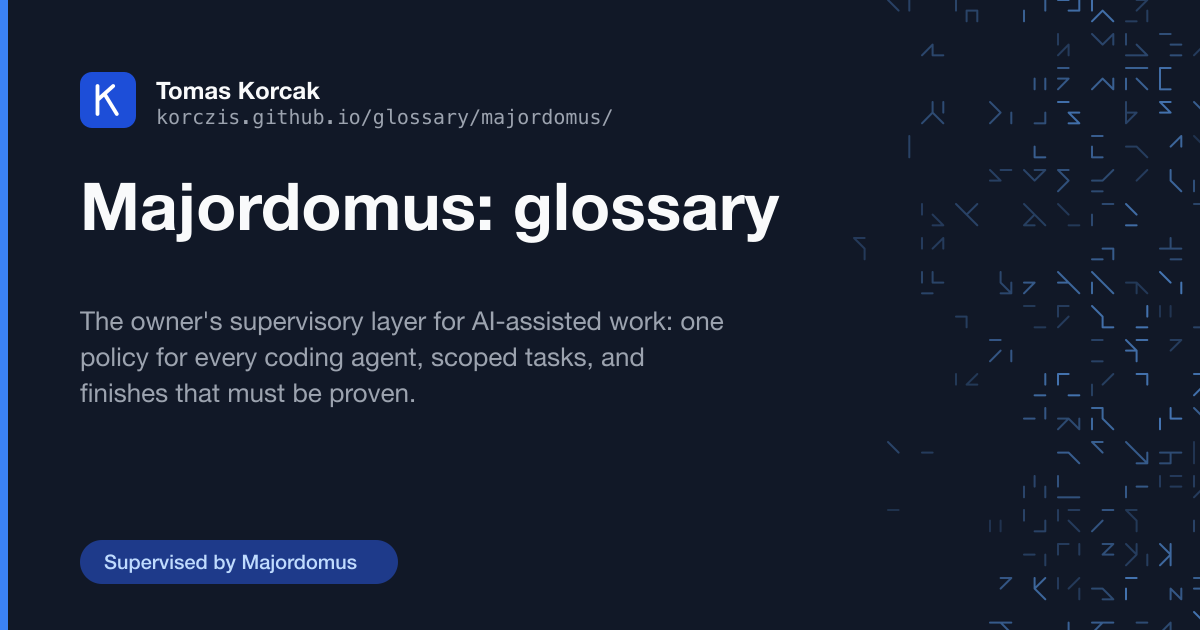 K
Tomas Korcak
korczis.github.io/glossary/majordomus/
Majordomus: glossary
The owner's supervisory layer for AI-assisted work: one
policy for every coding agent, scoped tasks, and
finishes that must be proven.
Supervised by Majordomus